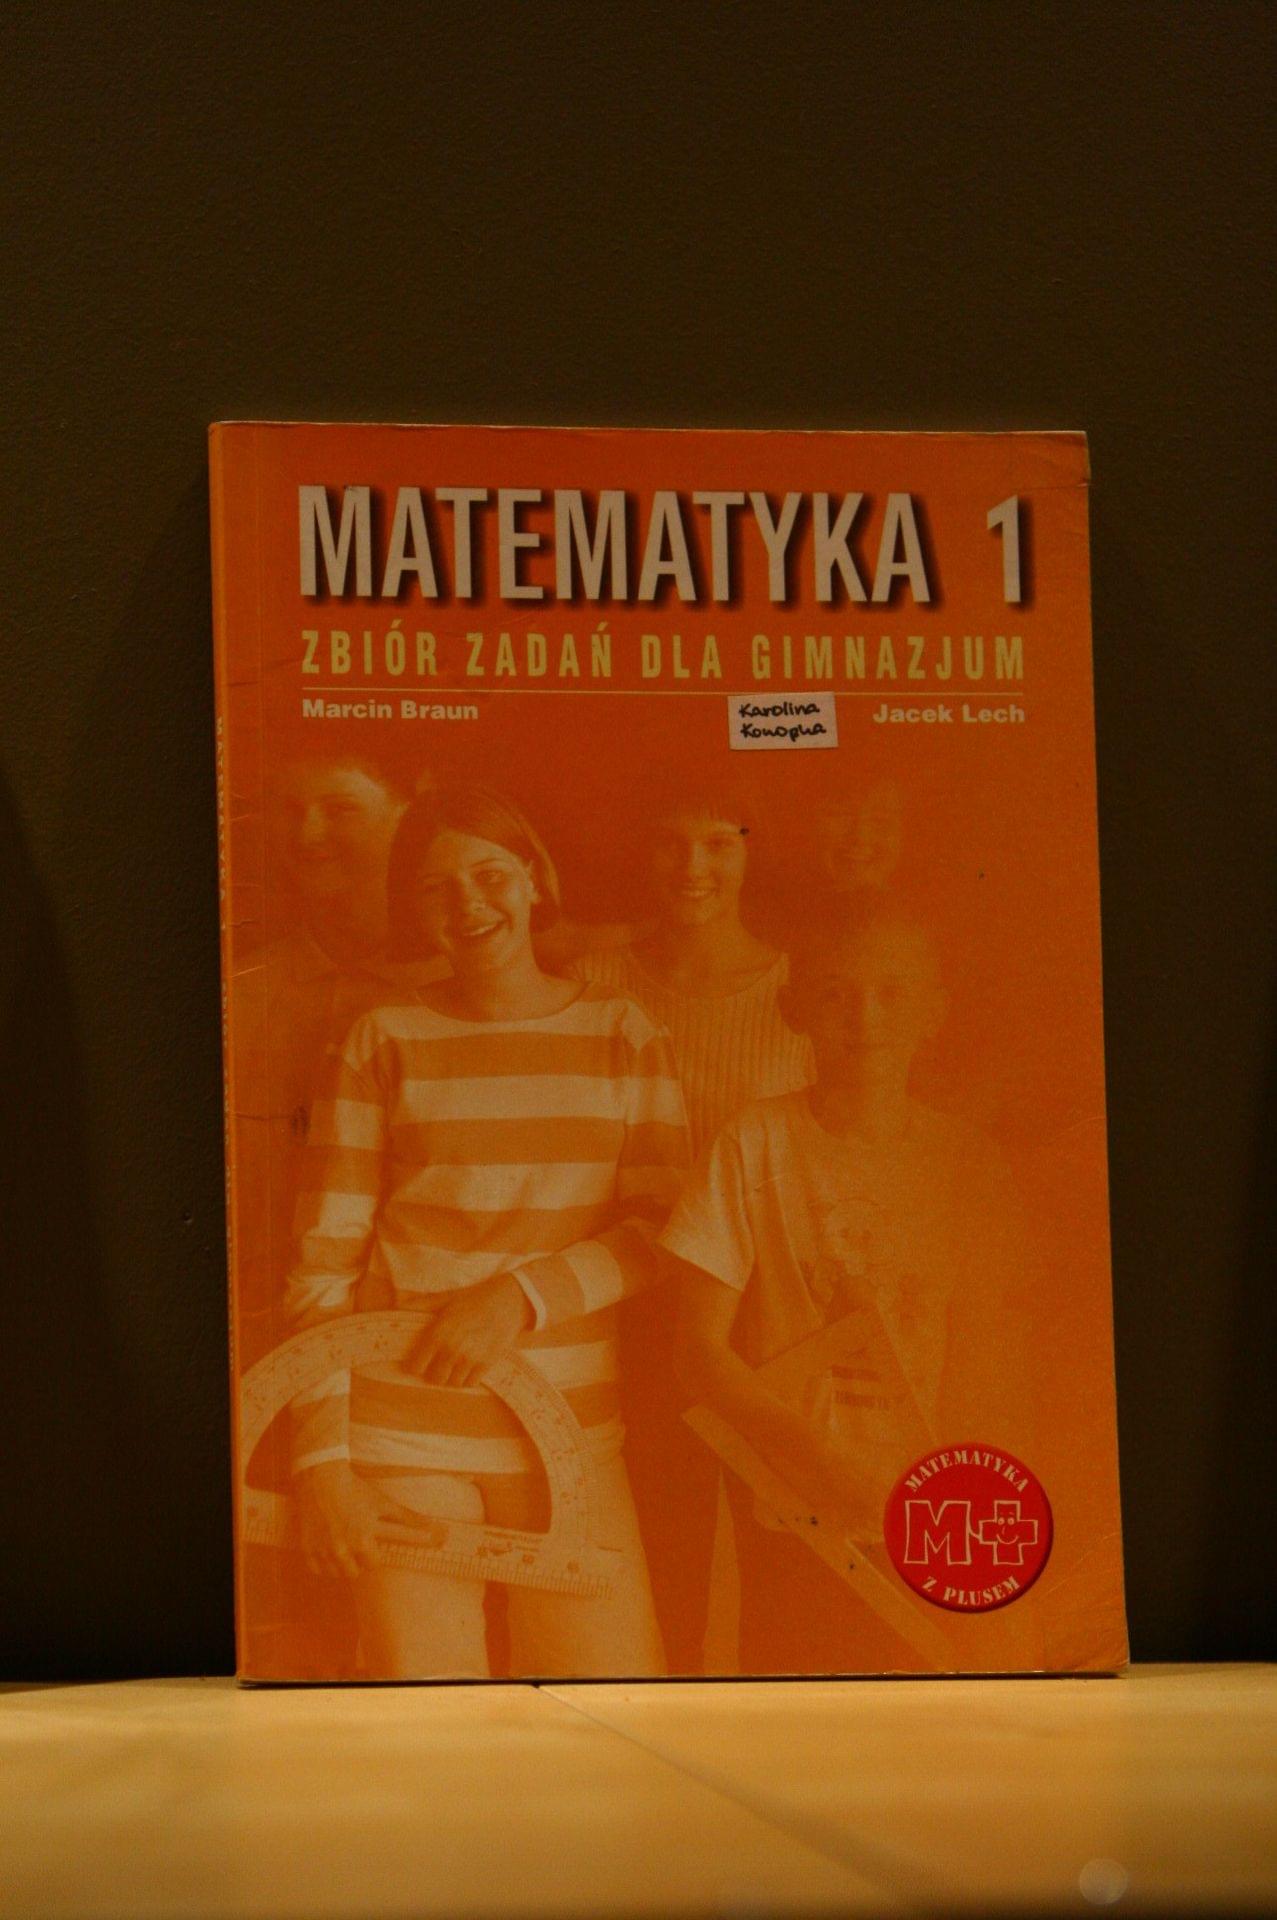 MATEMATYKA 1
ZBIÓR ZADAŃ DLA GIMNAZJUM
Marcin Braun
Jacek Lech
Karolina
Konopka
MATEMATYKA
M+
Z PLUSEM